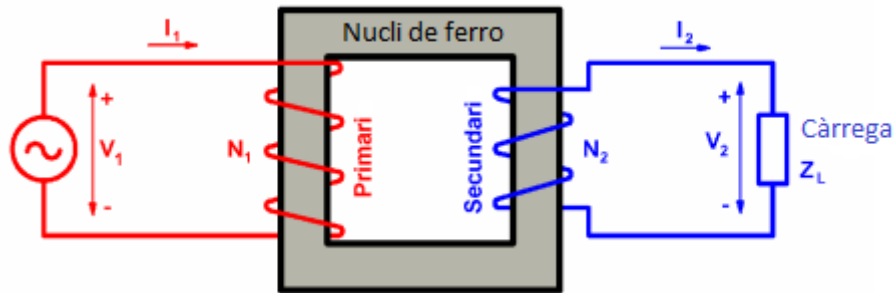 I1
Nucli de ferro
I2
+
V1
-
N1
Primari
Secundari
N2
+
V2
-
Càrrega
ZL